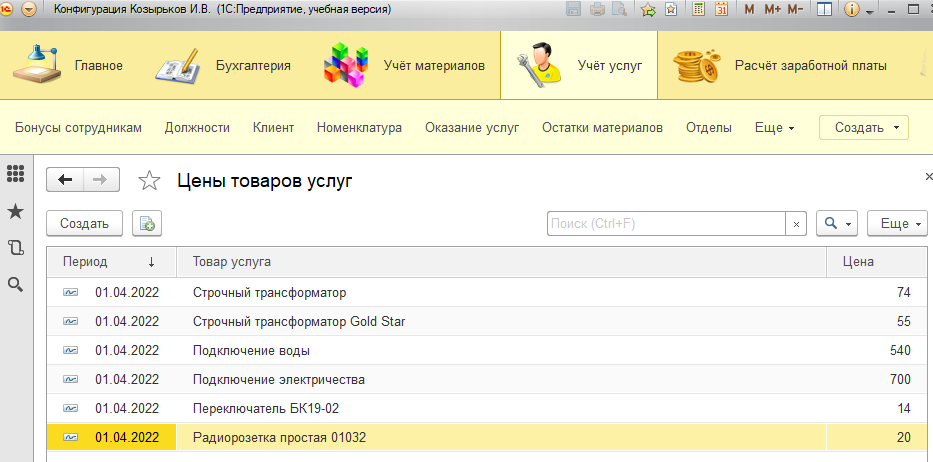 Конфигурация Козырьков И.В. (1С:Предприятие, учебная версия) M M+ M-
Главное Бухгалтерия Учёт материалов Учёт услуг Расчёт заработной платы
Бонусы сотрудникам Должности Клиент Номенклатура Оказание услуг Остатки материалов Отделы Еще Создать
Цены товаров услуг
Создать Поиск (Ctrl+F) × Еще
Период ↓ Товар услуга Цена
01.04.2022 Строчный трансформатор 74
01.04.2022 Строчный трансформатор Gold Star 55
01.04.2022 Подключение воды 540
01.04.2022 Подключение электричества 700
01.04.2022 Переключатель БК19-02 14
01.04.2022 Радиорозетка простая 01032 20